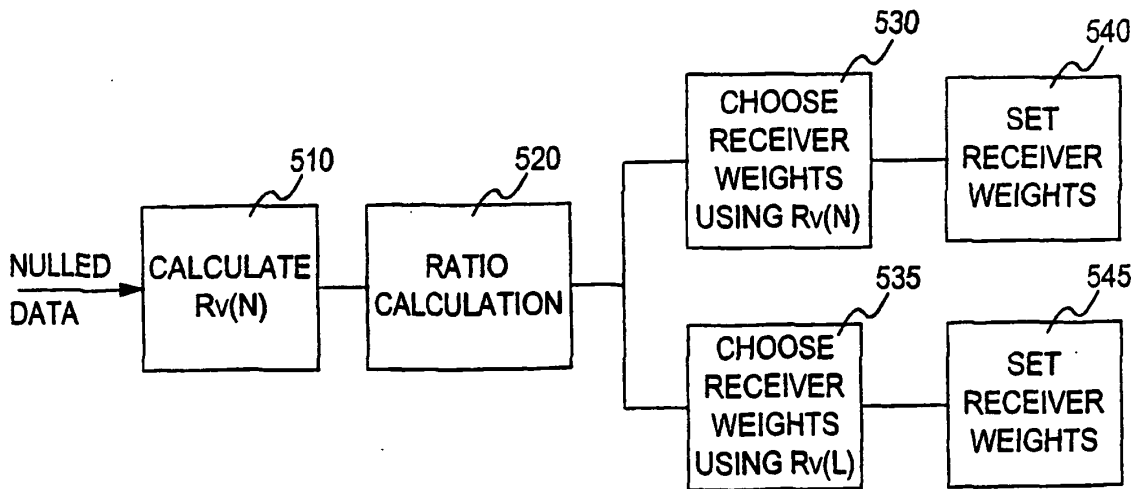 510
520
530
540
NULLED
DATA
CALCULATE
Rv(N)
RATIO
CALCULATION
CHOOSE
RECEIVER
WEIGHTS
USING Rv(N)
SET
RECEIVER
WEIGHTS
535
545
CHOOSE
RECEIVER
WEIGHTS
USING Rv(L)
SET
RECEIVER
WEIGHTS